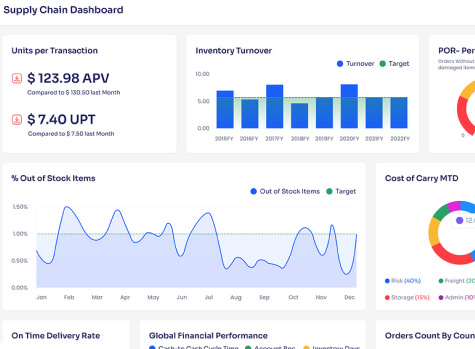 Supply Chain Dashboard
Units per Transaction
$ 123.98 APV
Compared to $ 130.50 last Month
$ 7.40 UPT
Compared to $ 7.50 last Month
Inventory Turnover
Turnover Target
10.00
5.00
0.00
2015FY 2016FY 2017FY 2018FY 2019FY 2020FY 2021FY 2022FY
POR- Per
Orders Without
damaged items
0
% Out of Stock Items
Out of Stock Items Target
1.50%
1.00%
0.50%
0.00%
Jan Feb Mar Apr May Jun Jul Aug Sep Oct Nov Dec
Cost of Carry MTD
12.
Risk (40%) Freight (20
Storage (15%) Admin (10%
On Time Delivery Rate
Global Financial Performance
Cash-to Cash Cycle Time Account Rec Inventory Days
Orders Count By Coun